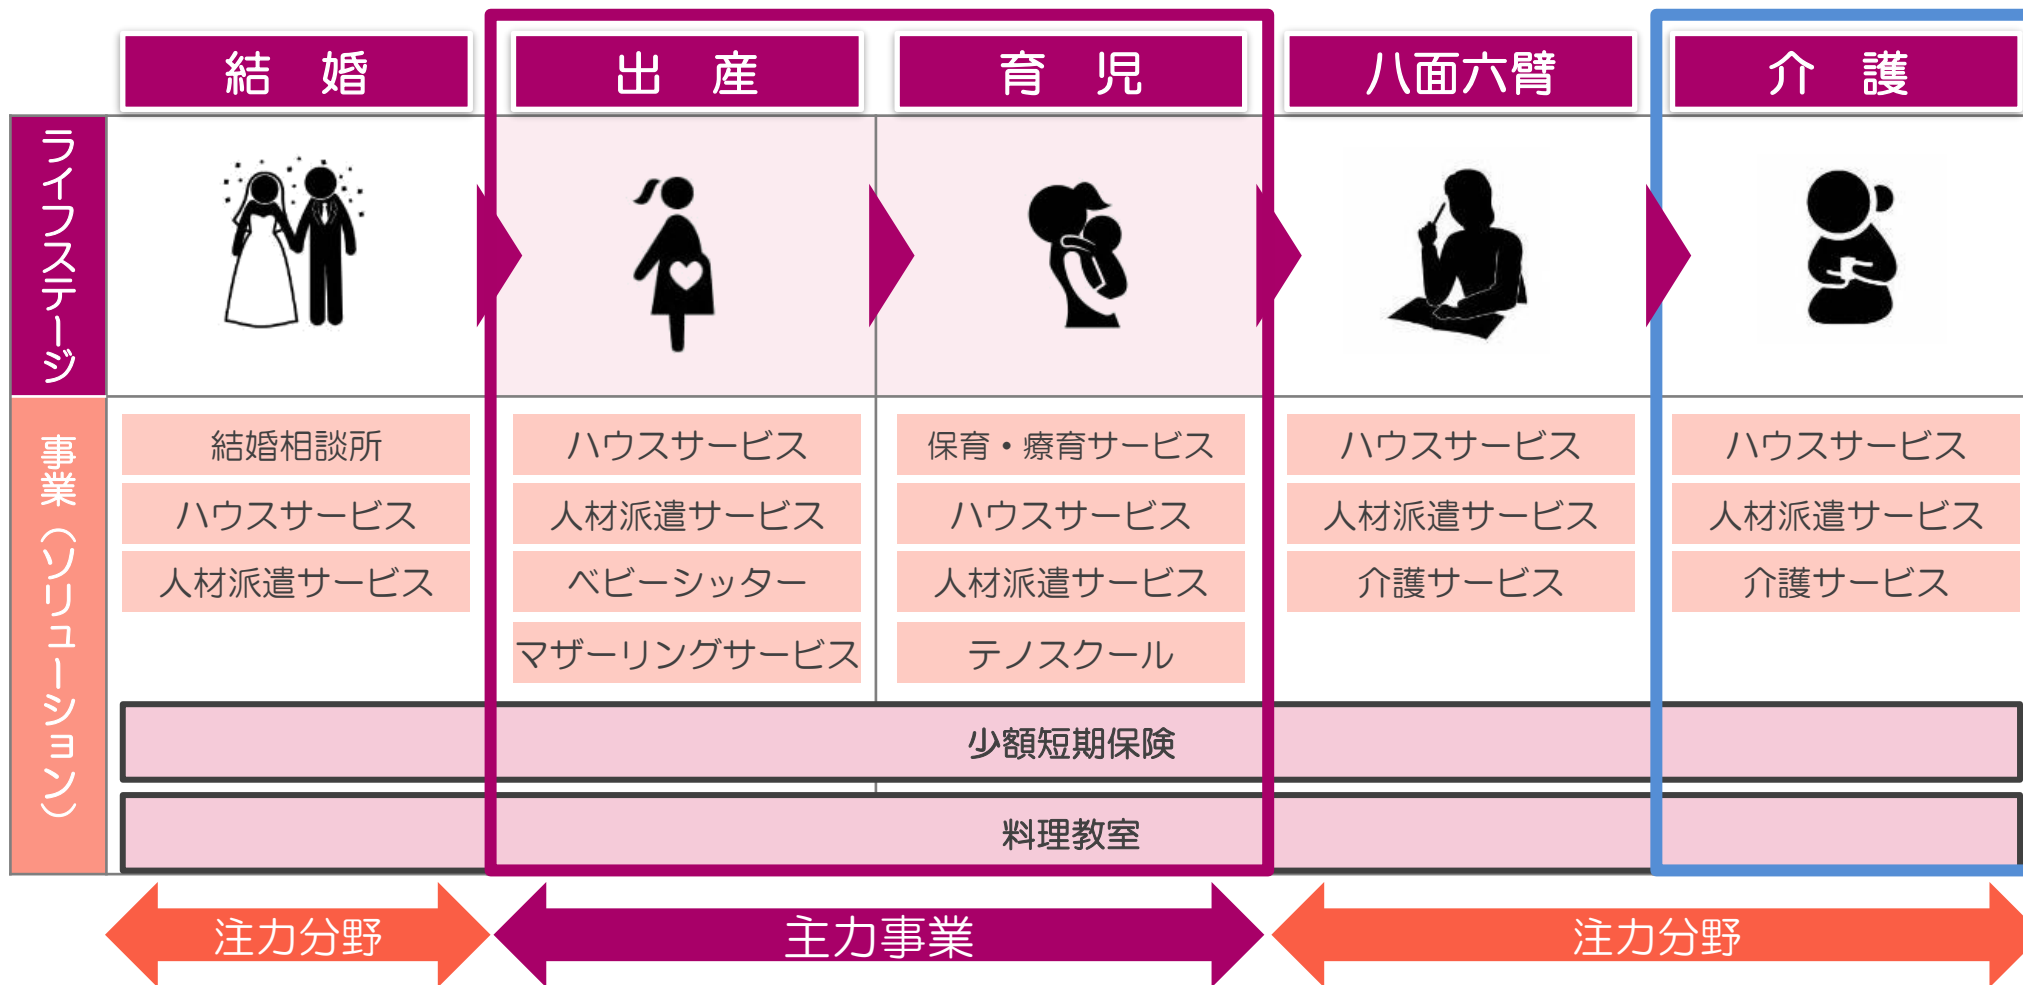 結 婚
出 産
育 児
八面六臂
介 護
ライフステージ
事業（ソリューション）
結婚相談所
ハウスサービス
人材派遣サービス
ハウスサービス
人材派遣サービス
ベビーシッター
マザーリングサービス
保育・療育サービス
ハウスサービス
人材派遣サービス
テノスクール
ハウスサービス
人材派遣サービス
介護サービス
ハウスサービス
人材派遣サービス
介護サービス
少額短期保険
料理教室
注力分野
主力事業
注力分野